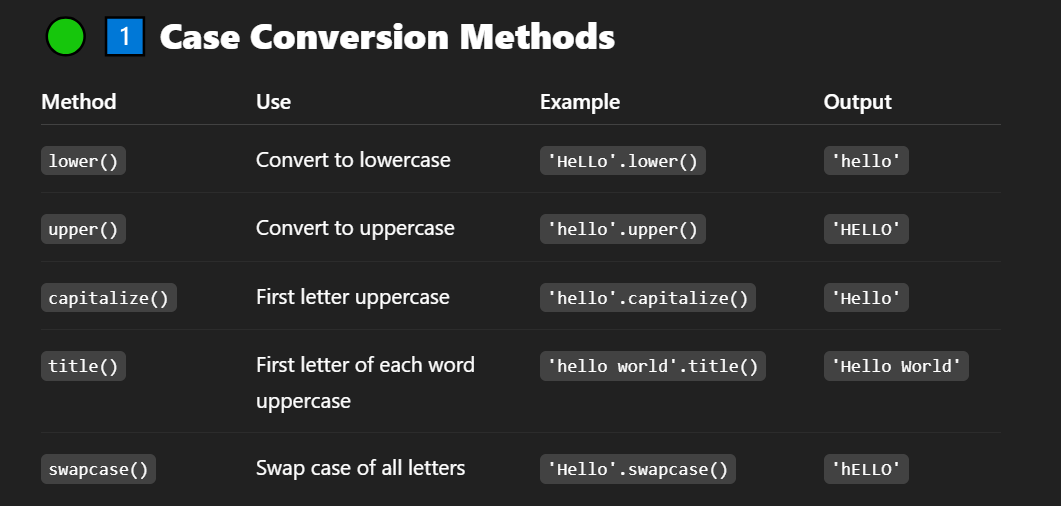 1 Case Conversion Methods
Method Use Example Output
lower() Convert to lowercase 'HeLLo'.lower() 'hello'
upper() Convert to uppercase 'hello'.upper() 'HELLO'
capitalize() First letter uppercase 'hello'.capitalize() 'Hello'
title() First letter of each word 'hello world'.title() 'Hello World'
uppercase
swapcase() Swap case of all letters 'Hello'.swapcase() 'hELLO'